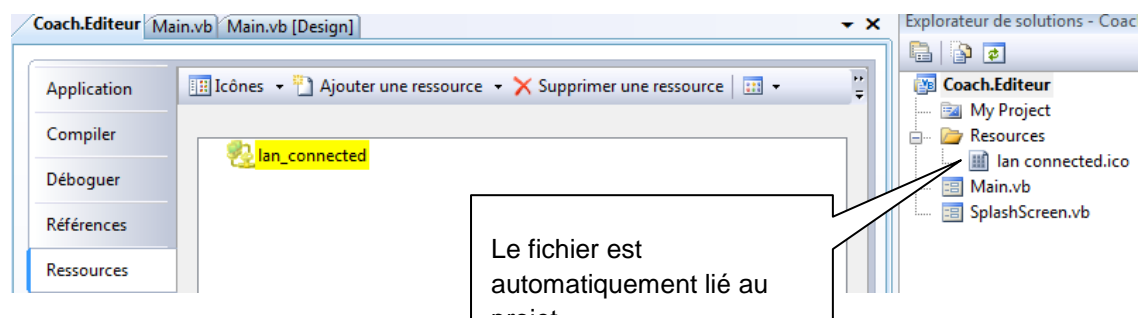 Coach.Editeur Main.vb Main.vb [Design]
Icônes Ajouter une ressource Supprimer une ressource
Application
Compiler
Déboguer
Références
Ressources
lan_connected
Le fichier est
automatiquement lié au
projet
Explorateur de solutions - Coac
Coach.Editeur
My Project
Resources
lan connected.ico
Main.vb
SplashScreen.vb